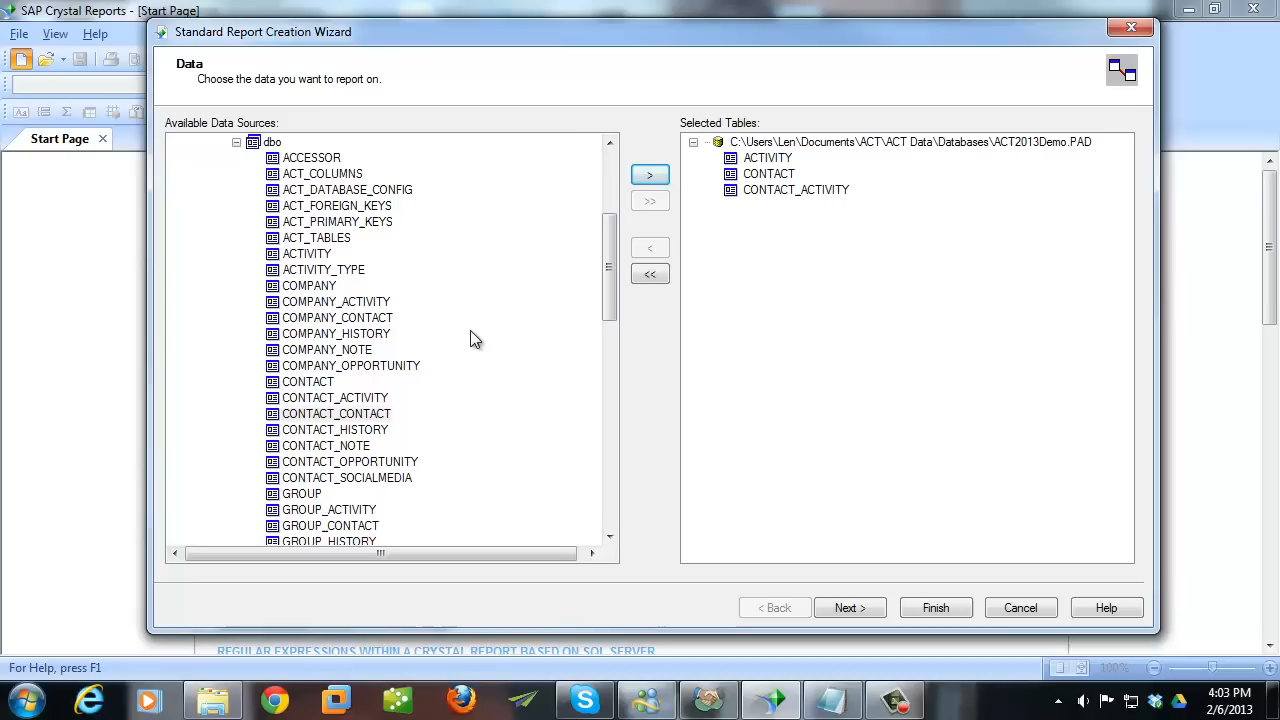 SAP Crystal Reports - [Start Page]
File View Help
Start Page
Standard Report Creation Wizard
Data
Choose the data you want to report on.
Available Data Sources:
dbo
ACCESSOR
ACT_COLUMNS
ACT_DATABASE_CONFIG
ACT_FOREIGN_KEYS
ACT_PRIMARY_KEYS
ACT_TABLES
ACTIVITY
ACTIVITY_TYPE
COMPANY
COMPANY_ACTIVITY
COMPANY_CONTACT
COMPANY_HISTORY
COMPANY_NOTE
COMPANY_OPPORTUNITY
CONTACT
CONTACT_ACTIVITY
CONTACT_CONTACT
CONTACT_HISTORY
CONTACT_NOTE
CONTACT_OPPORTUNITY
CONTACT_SOCIALMEDIA
GROUP
GROUP_ACTIVITY
GROUP_CONTACT
GROUP_HISTORY
>
>>
<
<<
Selected Tables:
C:\Users\Len\Documents\ACT\ACT Data\Databases\ACT2013Demo.PAD
ACTIVITY
CONTACT
CONTACT_ACTIVITY
< Back Next > Finish Cancel Help
REGULAR EXPRESSIONS WITHIN A CRYSTAL REPORT BASED ON SQL SERVER
For Help, press F1
100%
4:03 PM
2/6/2013